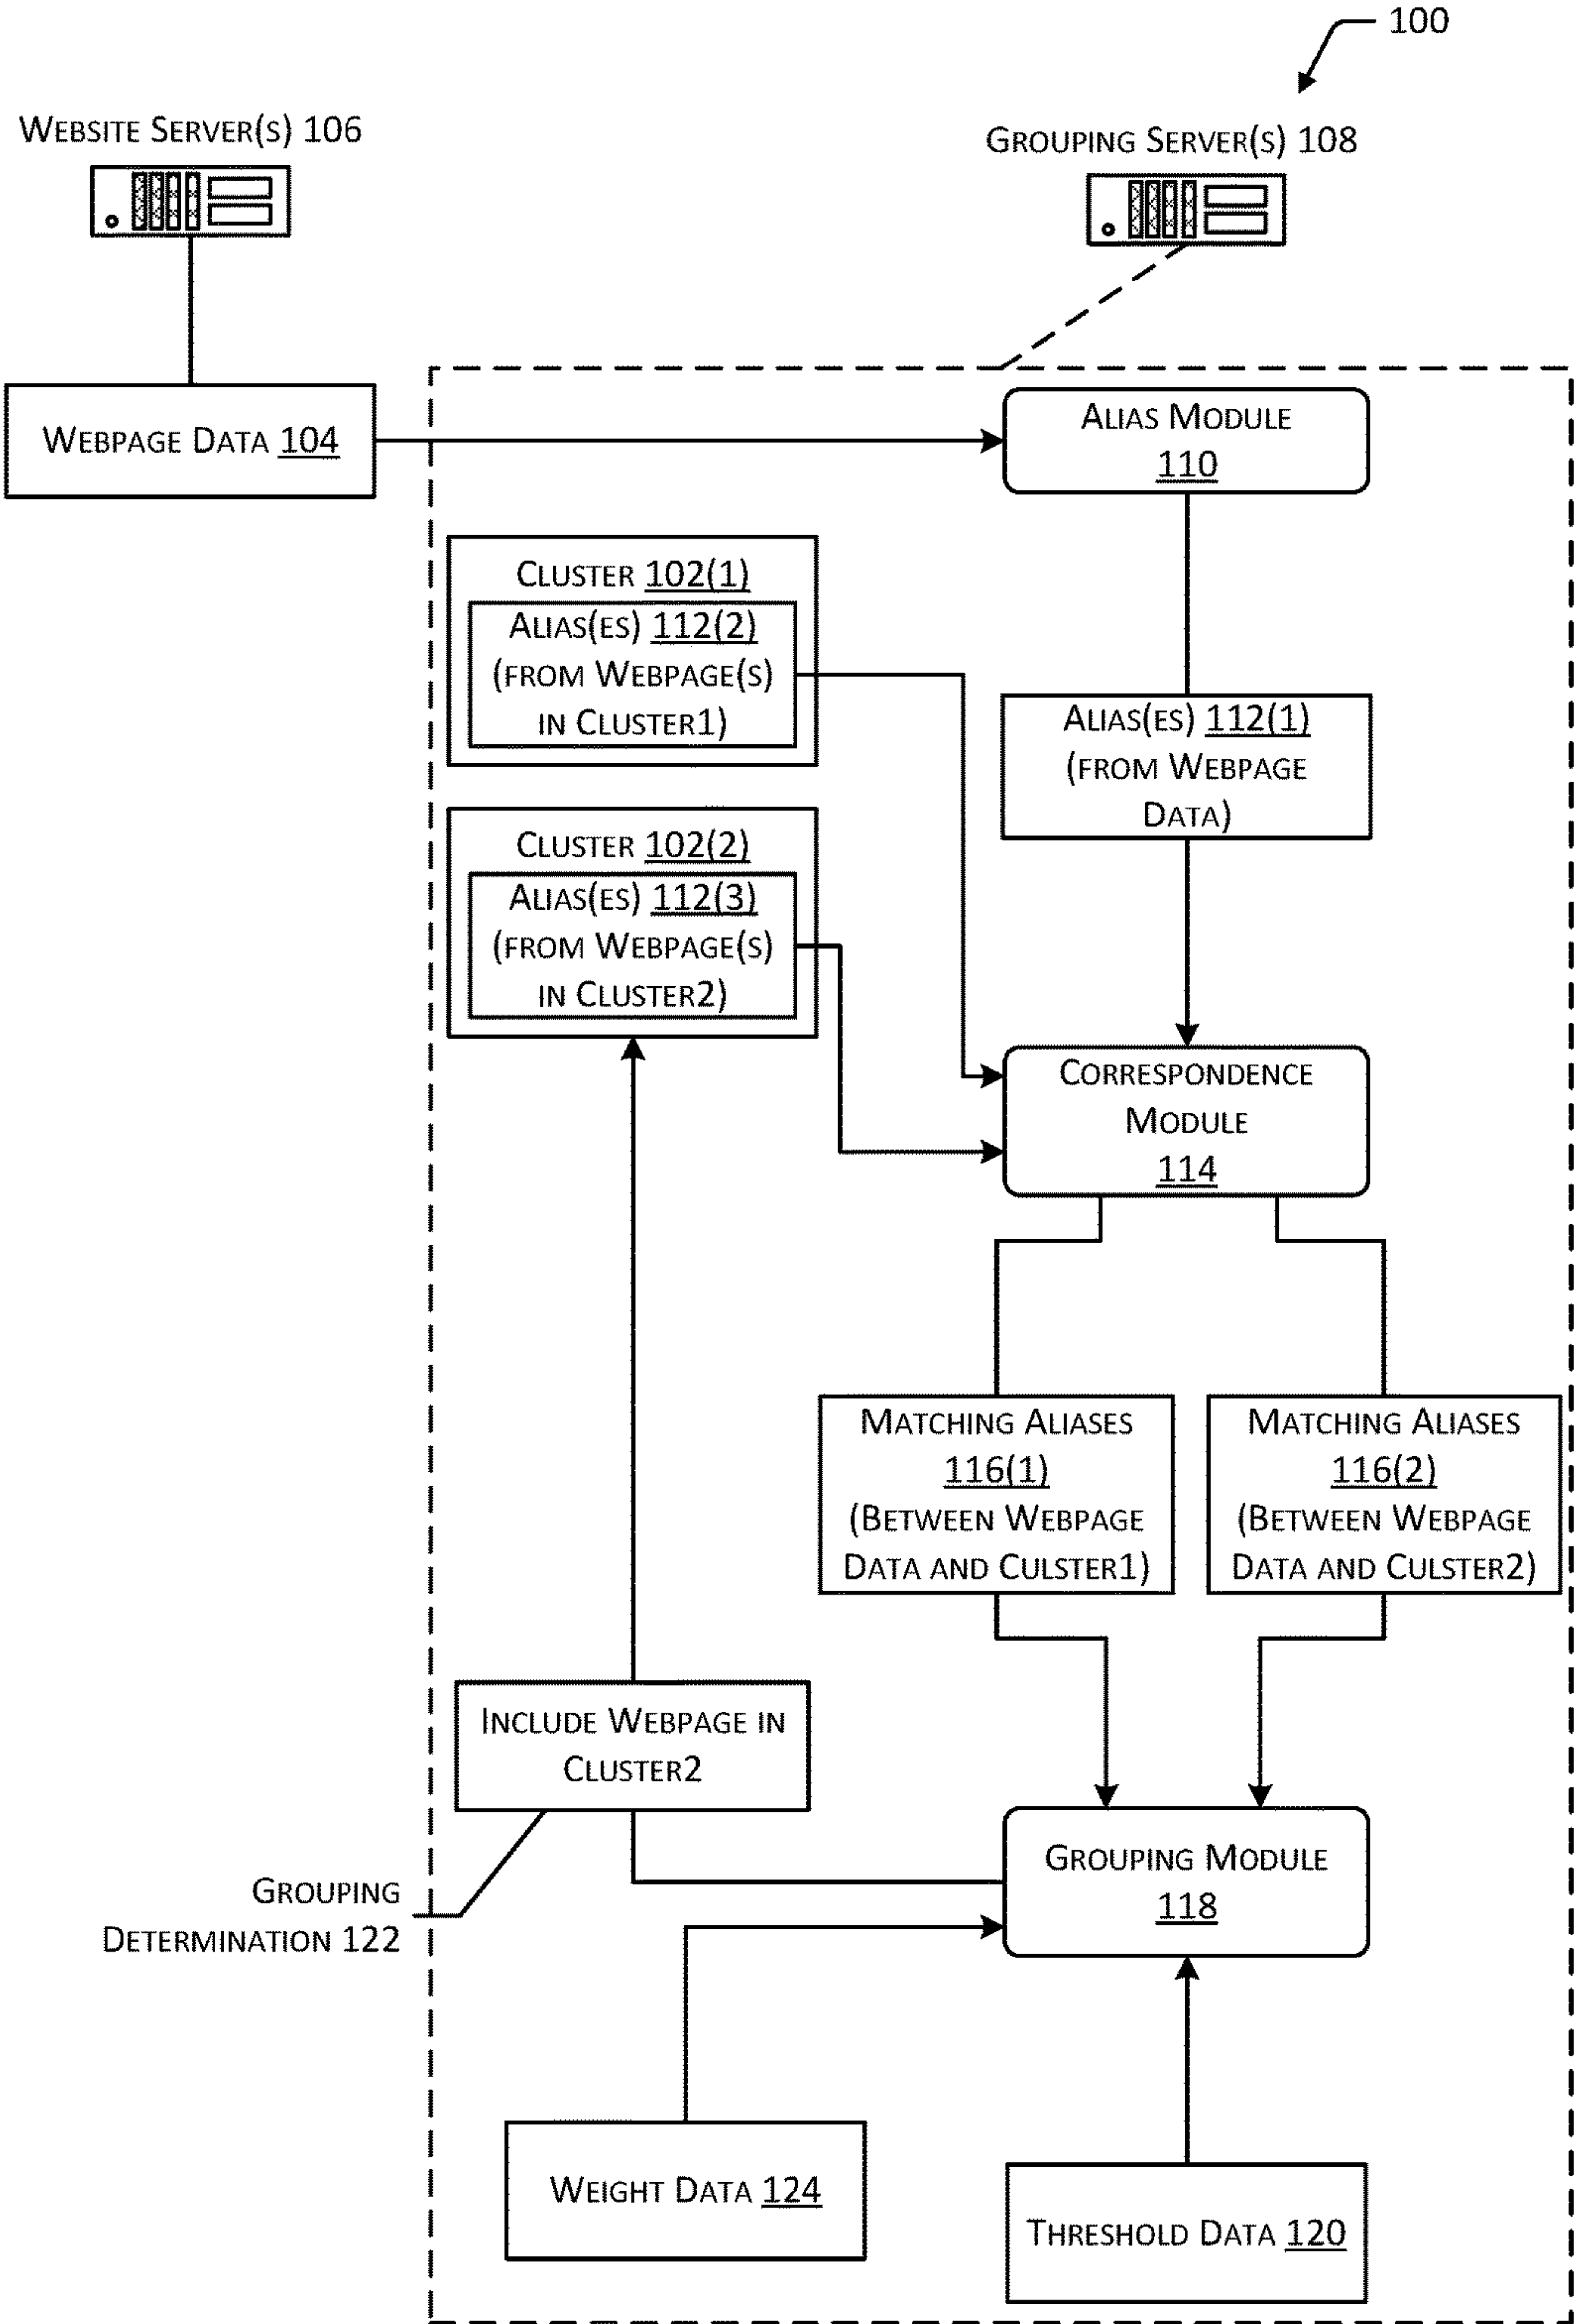 100
Website Server(s) 106
Grouping Server(s) 108
Webpage Data 104
Alias Module
110
Cluster 102(1)
Alias(es) 112(2)
(from Webpage(s)
in Cluster1)
Alias(es) 112(1)
(from Webpage
Data)
Cluster 102(2)
Alias(es) 112(3)
(from Webpage(s)
in Cluster2)
Correspondence
Module
114
Matching Aliases
116(1)
(Between Webpage
Data and Culster1)
Matching Aliases
116(2)
(Between Webpage
Data and Culster2)
Include Webpage in
Cluster2
Grouping
Determination 122
Grouping Module
118
Weight Data 124
Threshold Data 120